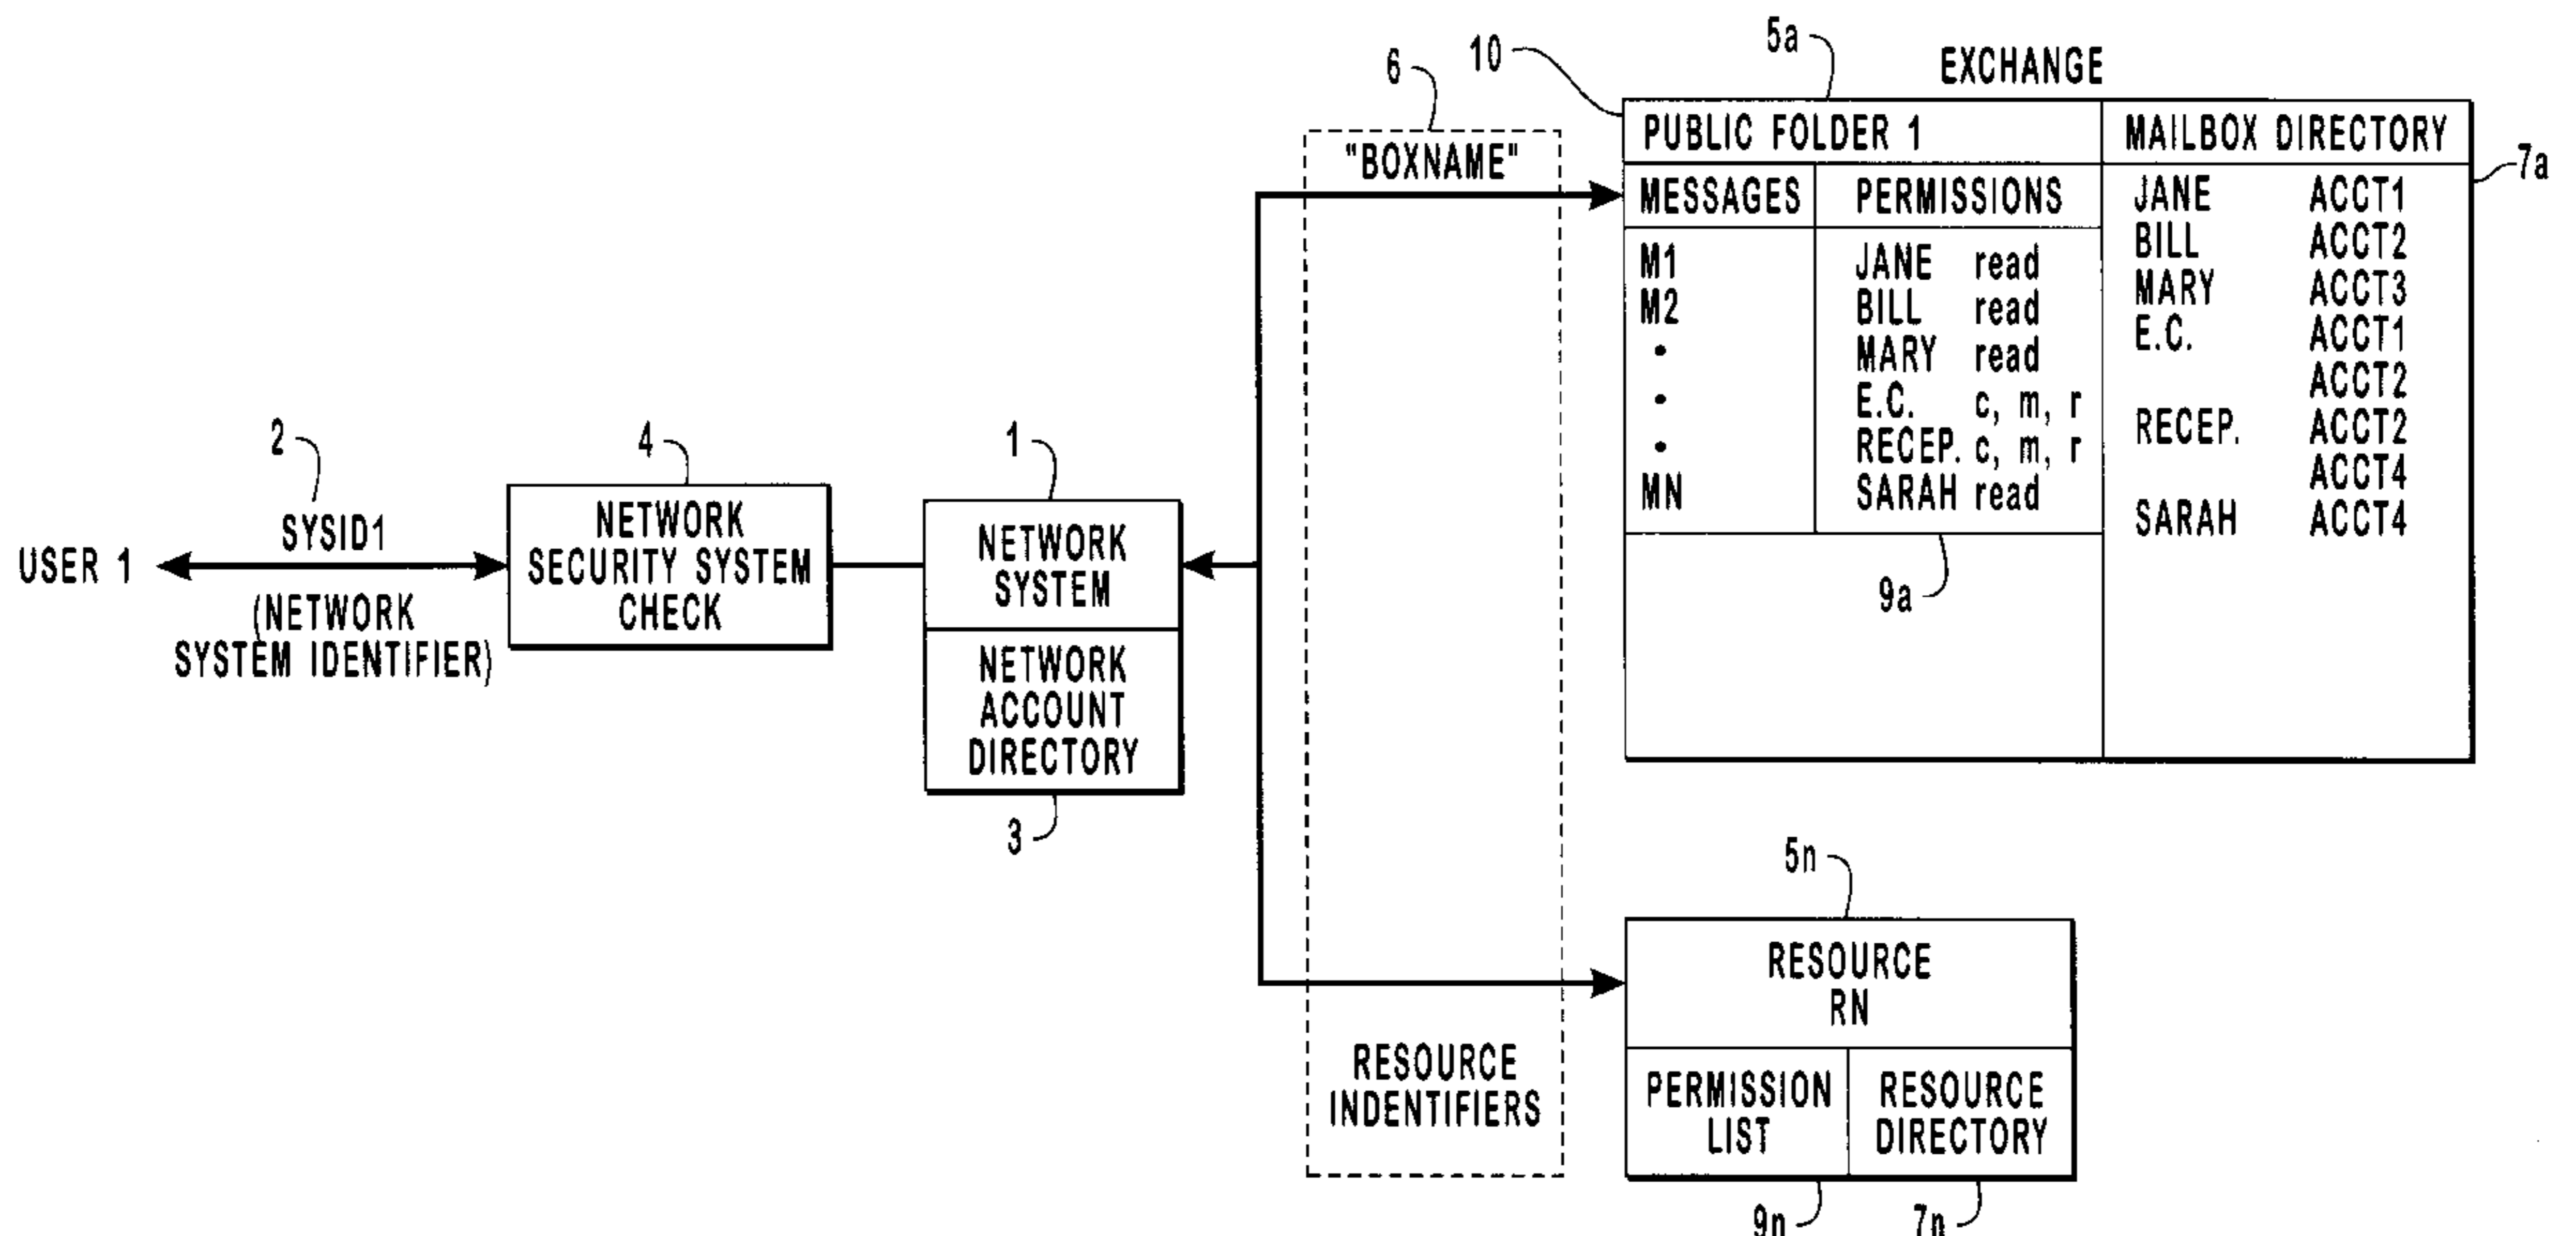 USER 1
2
SYSID1
(NETWORK
SYSTEM IDENTIFIER)
4
NETWORK
SECURITY SYSTEM
CHECK
1
NETWORK
SYSTEM
NETWORK
ACCOUNT
DIRECTORY
3
6
"BOXNAME"
RESOURCE
INDENTIFIERS
10
5a
EXCHANGE
PUBLIC FOLDER 1
MESSAGES
M1
M2
•
•
•
MN
PERMISSIONS
JANE read
BILL read
MARY read
E.C. c, m, r
RECEP. c, m, r
SARAH read
9a
MAILBOX DIRECTORY
7a
JANE ACCT1
BILL ACCT2
MARY ACCT3
E.C. ACCT1
ACCT2
RECEP. ACCT2
ACCT4
SARAH ACCT4
5n
RESOURCE
RN
PERMISSION
LIST
RESOURCE
DIRECTORY
9n
7n